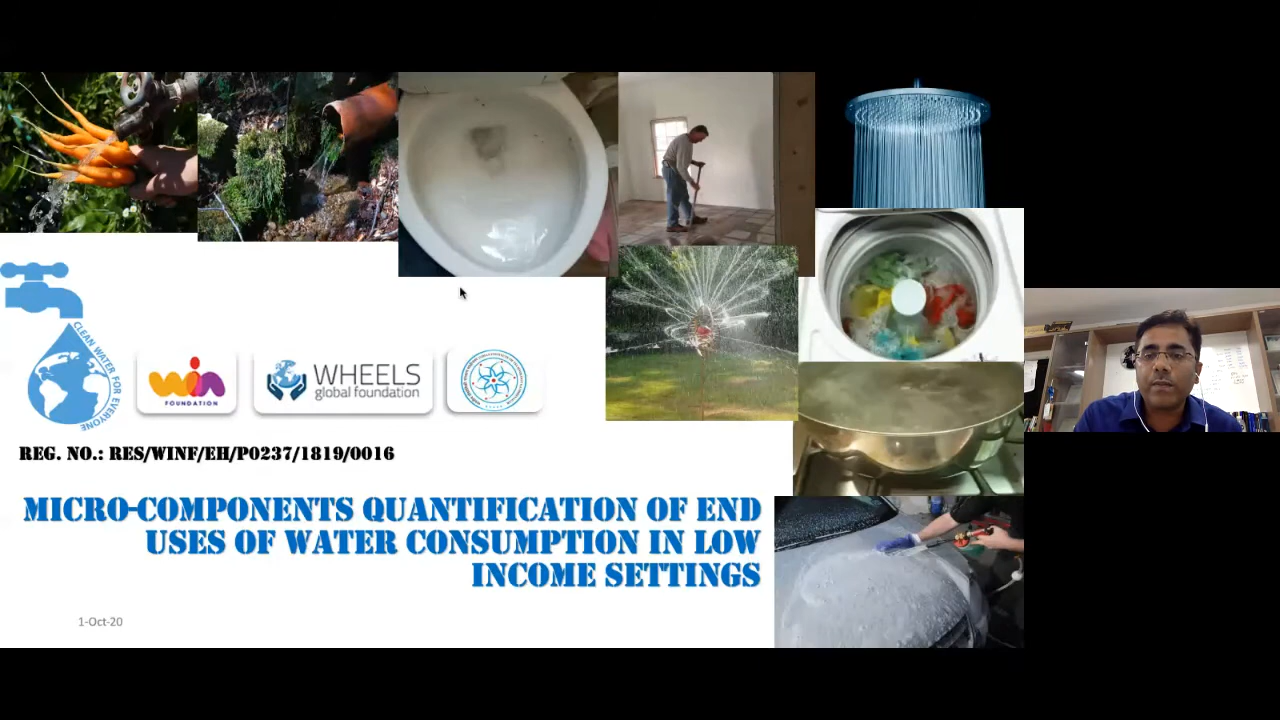 CLEAN WATER FOR EVERYONE
WIN
FOUNDATION
WHEELS
global foundation
REG. NO.: RES/WINF/EH/P0237/1819/0016
MICRO-COMPONENTS QUANTIFICATION OF END
USES OF WATER CONSUMPTION IN LOW
INCOME SETTINGS
1-Oct-20